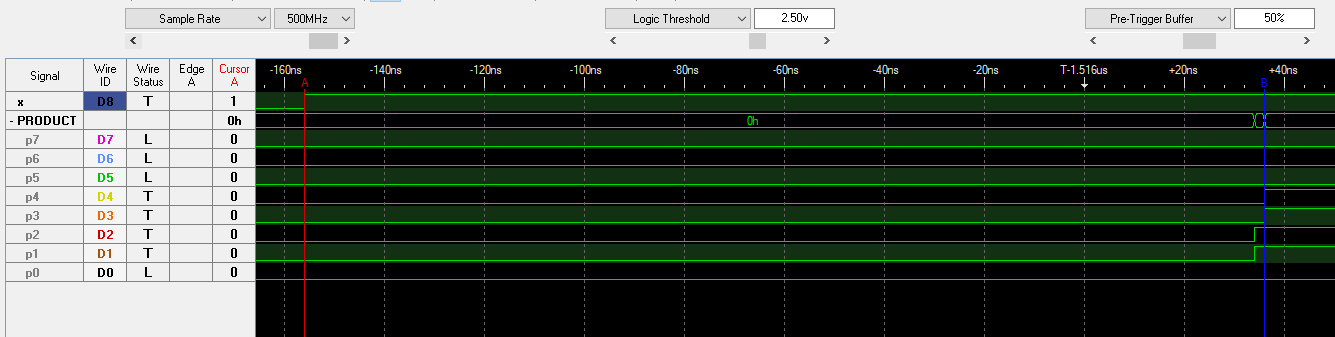 Sample Rate 500MHz Logic Threshold 2.50v Pre-Trigger Buffer 50%
Signal Wire ID Wire Status Edge A Cursor A -160ns -140ns -120ns -100ns -80ns -60ns -40ns -20ns T-1.516us +20ns +40ns
A B
x D8 T 1
- PRODUCT 0h 0h
p7 D7 L 0
p6 D6 L 0
p5 D5 L 0
p4 D4 T 0
p3 D3 T 0
p2 D2 T 0
p1 D1 T 0
p0 D0 L 0